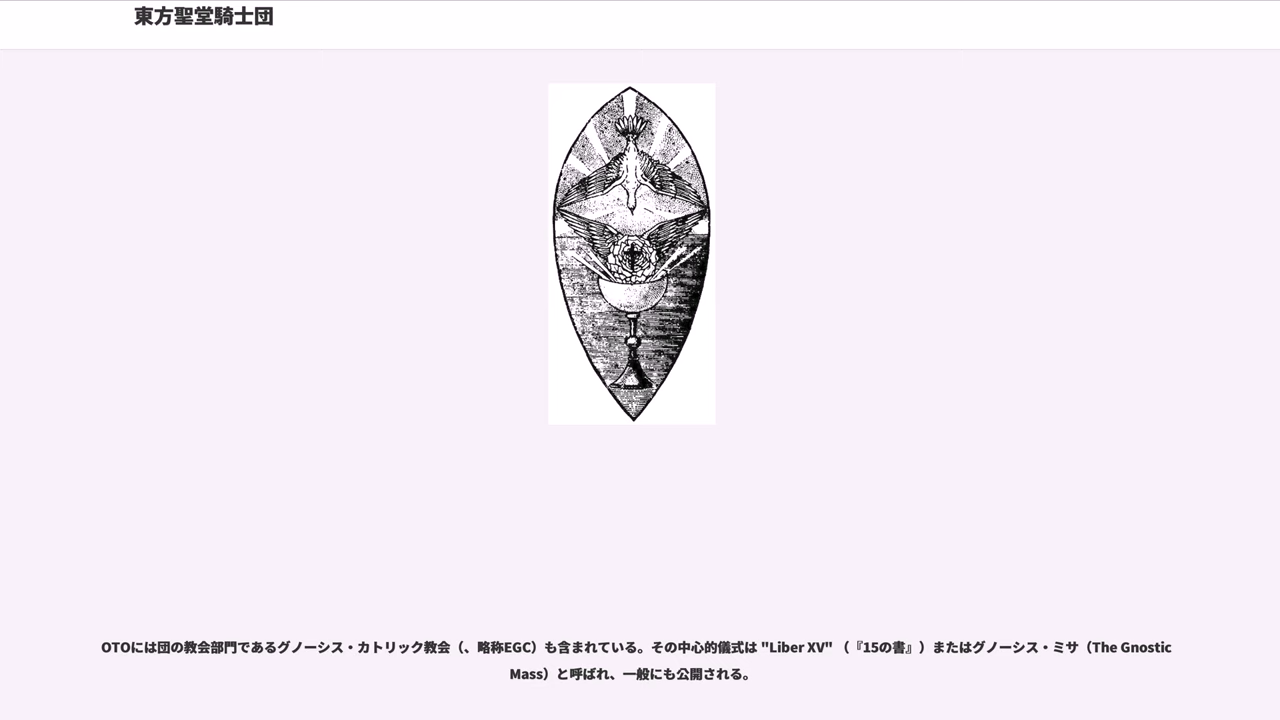 東方聖堂騎士団
OTOには団の教会部門であるグノーシス・カトリック教会（、略称EGC）も含まれている。その中心的儀式は "Liber XV" （『15の書』）またはグノーシス・ミサ（The Gnostic
Mass）と呼ばれ、一般にも公開される。